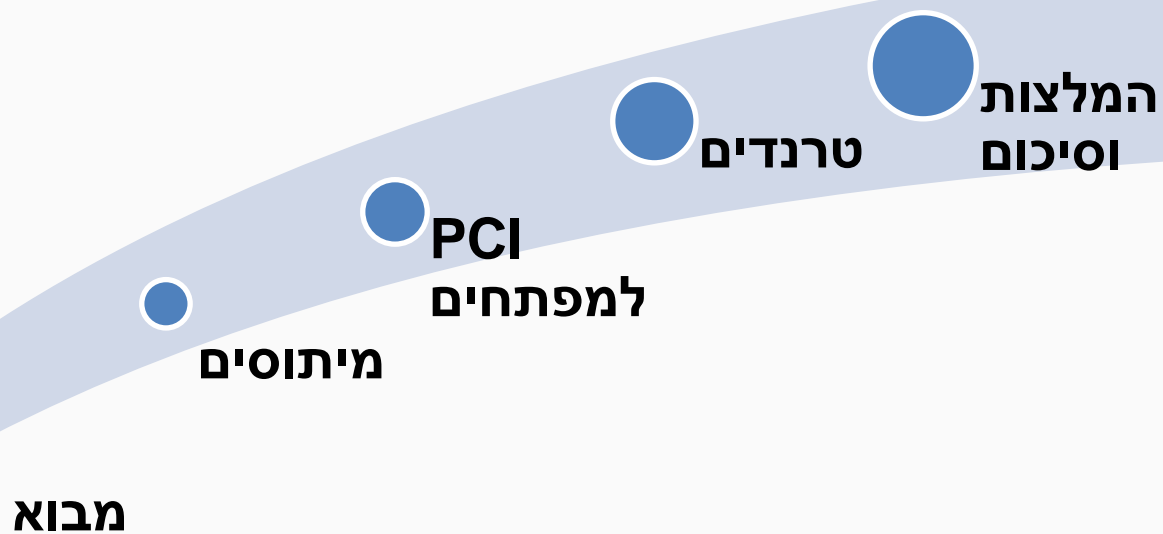 מבוא
מיתוסים
PCI
למפתחים
טרנדים
המלצות
וסיכום